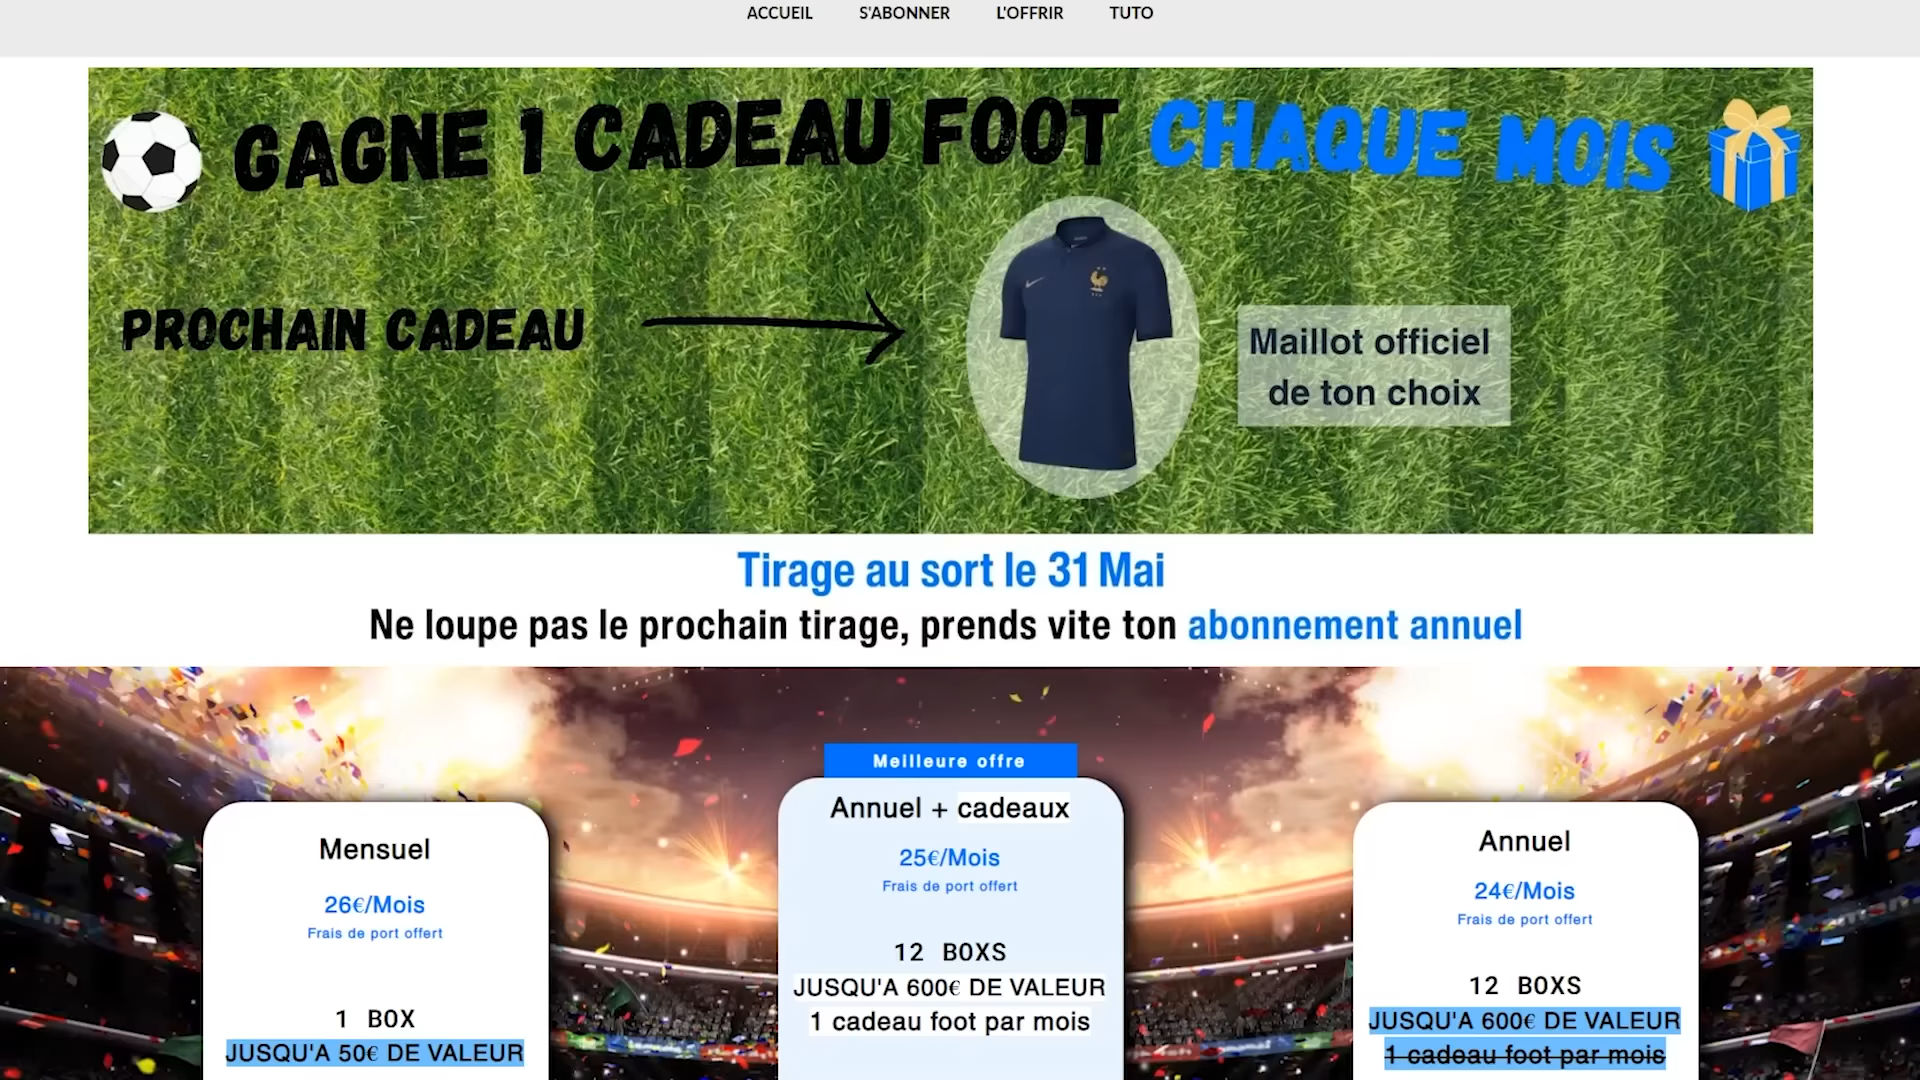 ACCUEIL S'ABONNER L'OFFRIR TUTO
GAGNE 1 CADEAU FOOT CHAQUE MOIS
PROCHAIN CADEAU
Maillot officiel
de ton choix
Tirage au sort le 31 Mai
Ne loupe pas le prochain tirage, prends vite ton abonnement annuel
Mensuel
26€/Mois
Frais de port offert
1 BOX
JUSQU'A 50€ DE VALEUR
Meilleure offre
Annuel + cadeaux
25€/Mois
Frais de port offert
12 BOXS
JUSQU'A 600€ DE VALEUR
1 cadeau foot par mois
Annuel
24€/Mois
Frais de port offert
12 BOXS
JUSQU'A 600€ DE VALEUR
1 cadeau foot par mois